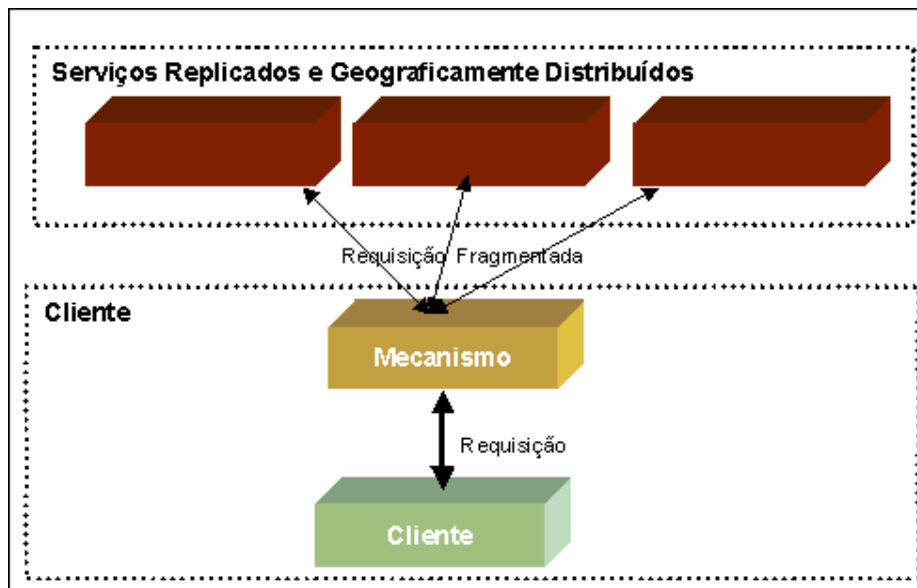 Serviços Replicados e Geograficamente Distribuídos
Requisição Fragmentada
Cliente
Mecanismo
Requisição
Cliente